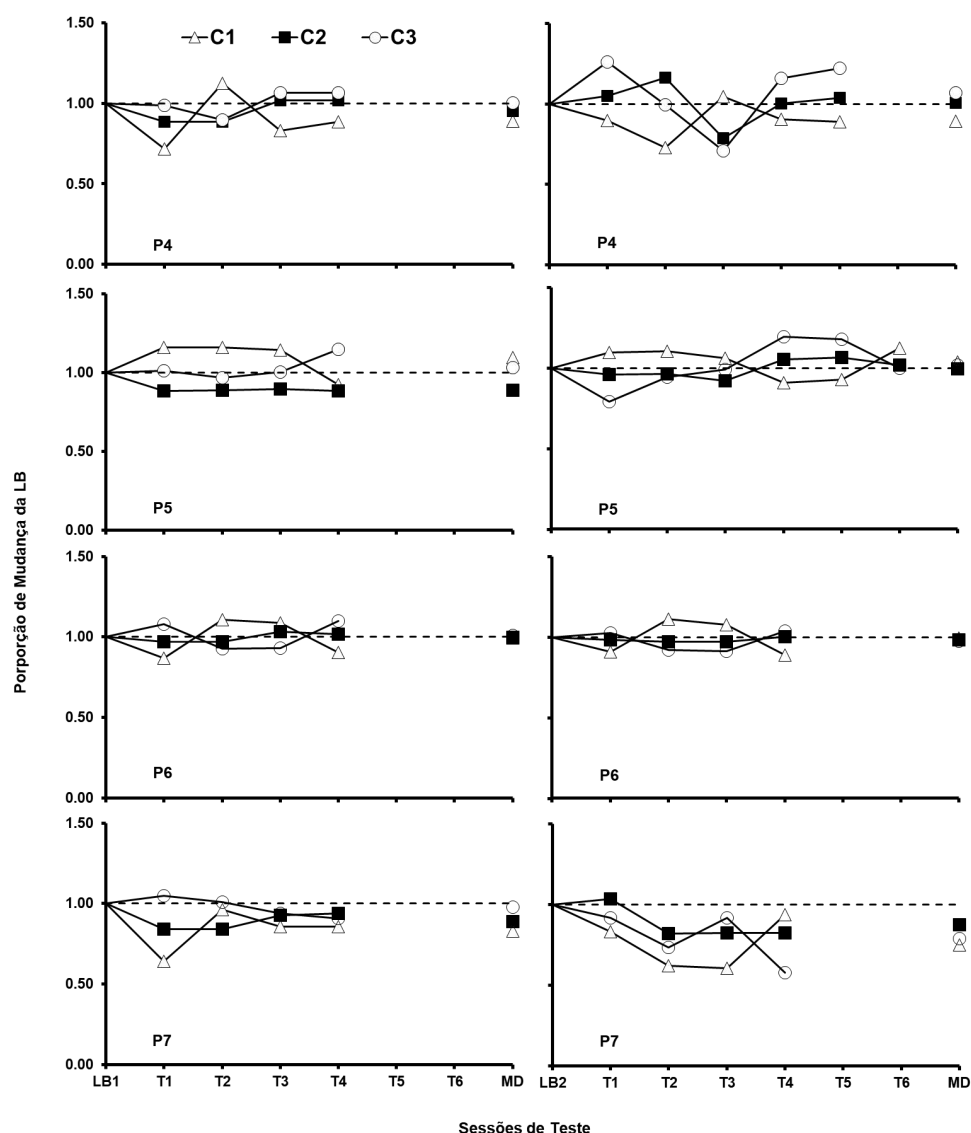 1.50
C1 C2 C3
1.00
0.50
P4 P4
0.00
1.50
1.00
0.50
P5 P5
0.00
1.50
1.00
0.50
P6 P6
0.00
1.50
1.00
0.50
P7 P7
0.00
LB1 T1 T2 T3 T4 T5 T6 MD LB2 T1 T2 T3 T4 T5 T6 MD
Porporção de Mudança da LB
Sessões de Teste